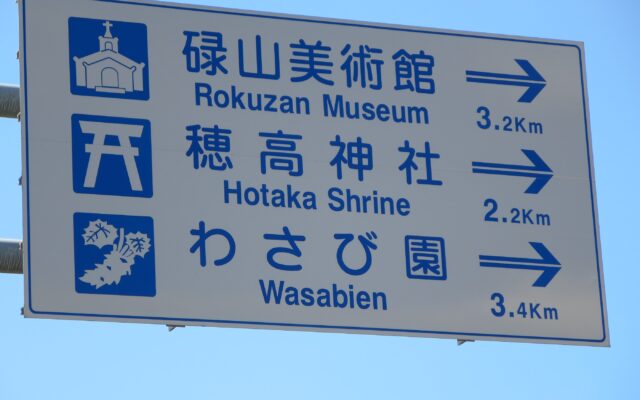 碌山美術館
Rokuzan Museum
3.2Km
穂高神社
Hotaka Shrine
2.2Km
わさび園
Wasabien
3.4Km